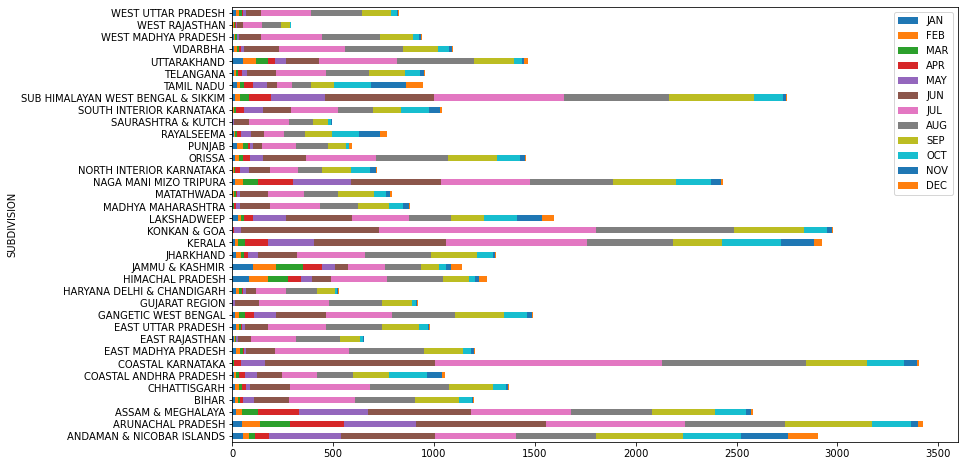 WEST UTTAR PRADESH
WEST RAJASTHAN
WEST MADHYA PRADESH
VIDARBHA
UTTARAKHAND
TELANGANA
TAMIL NADU
SUB HIMALAYAN WEST BENGAL & SIKKIM
SOUTH INTERIOR KARNATAKA
SAURASHTRA & KUTCH
RAYALSEEMA
PUNJAB
ORISSA
NORTH INTERIOR KARNATAKA
NAGA MANI MIZO TRIPURA
MATATHWADA
MADHYA MAHARASHTRA
LAKSHADWEEP
KONKAN & GOA
KERALA
JHARKHAND
JAMMU & KASHMIR
HIMACHAL PRADESH
HARYANA DELHI & CHANDIGARH
GUJARAT REGION
GANGETIC WEST BENGAL
EAST UTTAR PRADESH
EAST RAJASTHAN
EAST MADHYA PRADESH
COASTAL KARNATAKA
COASTAL ANDHRA PRADESH
CHHATTISGARH
BIHAR
ASSAM & MEGHALAYA
ARUNACHAL PRADESH
ANDAMAN & NICOBAR ISLANDS
SUBDIVISION
0 500 1000 1500 2000 2500 3000 3500
JAN
FEB
MAR
APR
MAY
JUN
JUL
AUG
SEP
OCT
NOV
DEC